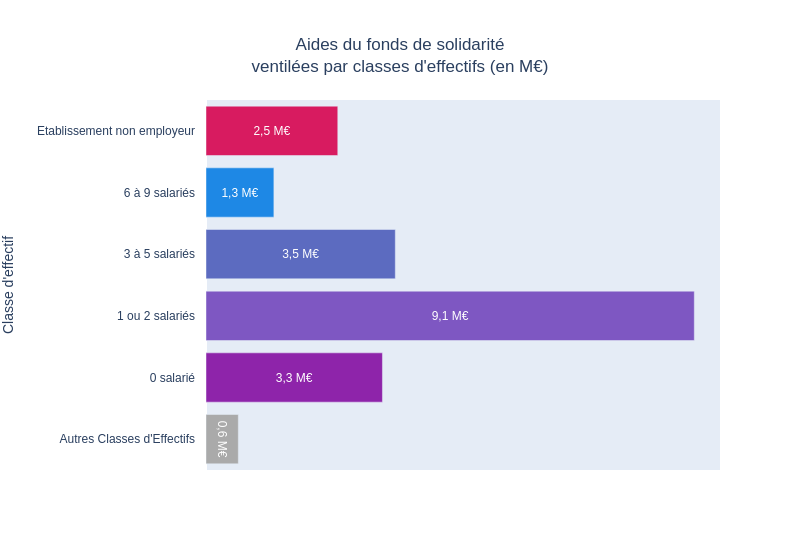 Aides du fonds de solidarité
ventilées par classes d'effectifs (en M€)
Classe d'effectif
Etablissement non employeur
2,5 M€
6 à 9 salariés
1,3 M€
3 à 5 salariés
3,5 M€
1 ou 2 salariés
9,1 M€
0 salarié
3,3 M€
Autres Classes d'Effectifs
0,6 M€